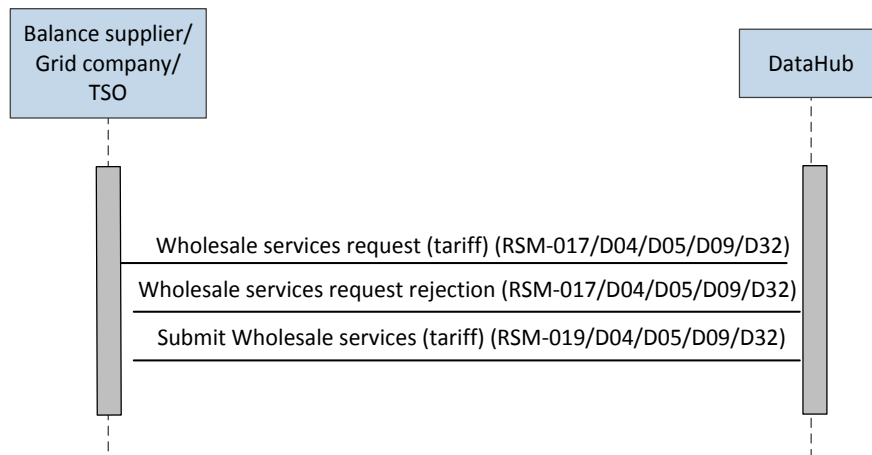 Balance supplier/
Grid company/
TSO
DataHub
Wholesale services request (tariff) (RSM-017/D04/D05/D09/D32)
Wholesale services request rejection (RSM-017/D04/D05/D09/D32)
Submit Wholesale services (tariff) (RSM-019/D04/D05/D09/D32)